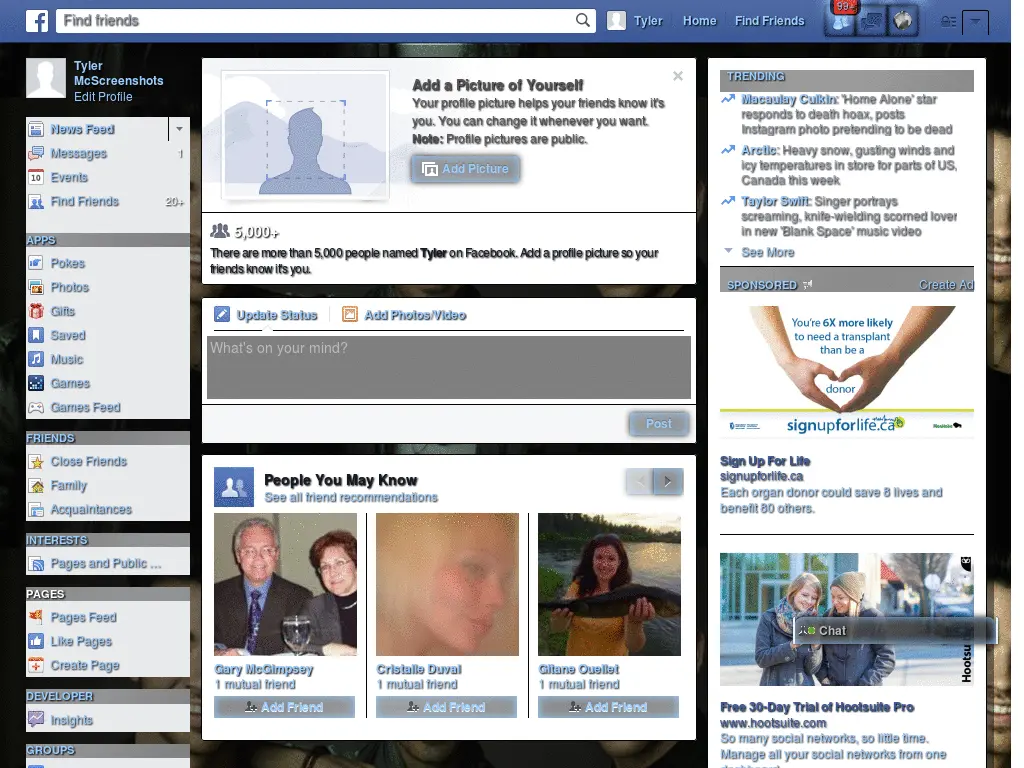 f
Find friends
Tyler
Home
Find Friends
99+
Tyler
McScreenshots
Edit Profile
News Feed
Messages 1
10 Events
Find Friends 20+
APPS
Pokes
Photos
Gifts
Saved
Music
Games
Games Feed
FRIENDS
Close Friends
Family
Acquaintances
INTERESTS
Pages and Public ...
PAGES
Pages Feed
Like Pages
Create Page
DEVELOPER
Insights
GROUPS
Add a Picture of Yourself
Your profile picture helps your friends know it's
you. You can change it whenever you want.
Note: Profile pictures are public.
Add Picture
5,000+
There are more than 5,000 people named Tyler on Facebook. Add a profile picture so your
friends know it's you.
Update Status
Add Photos/Video
What's on your mind?
Post
People You May Know
See all friend recommendations
Gary McGimpsey
1 mutual friend
Add Friend
Cristalle Duval
1 mutual friend
Add Friend
Gitane Ouellet
1 mutual friend
Add Friend
TRENDING
Macaulay Culkin: 'Home Alone' star
responds to death hoax, posts
Instagram photo pretending to be dead
Arctic: Heavy snow, gusting winds and
icy temperatures in store for parts of US,
Canada this week
Taylor Swift: Singer portrays
screaming, knife-wielding scorned lover
in new 'Blank Space' music video
See More
SPONSORED
Create Ad
You're 6X more likely
to need a transplant
than be a
donor
signupforlife.ca
Manitoba
Sign Up For Life
signupforlife.ca
Each organ donor could save 8 lives and
benefit 80 others.
Chat
Hootsu
Free 30-Day Trial of Hootsuite Pro
www.hootsuite.com
So many social networks, so little time.
Manage all your social networks from one
dashboard